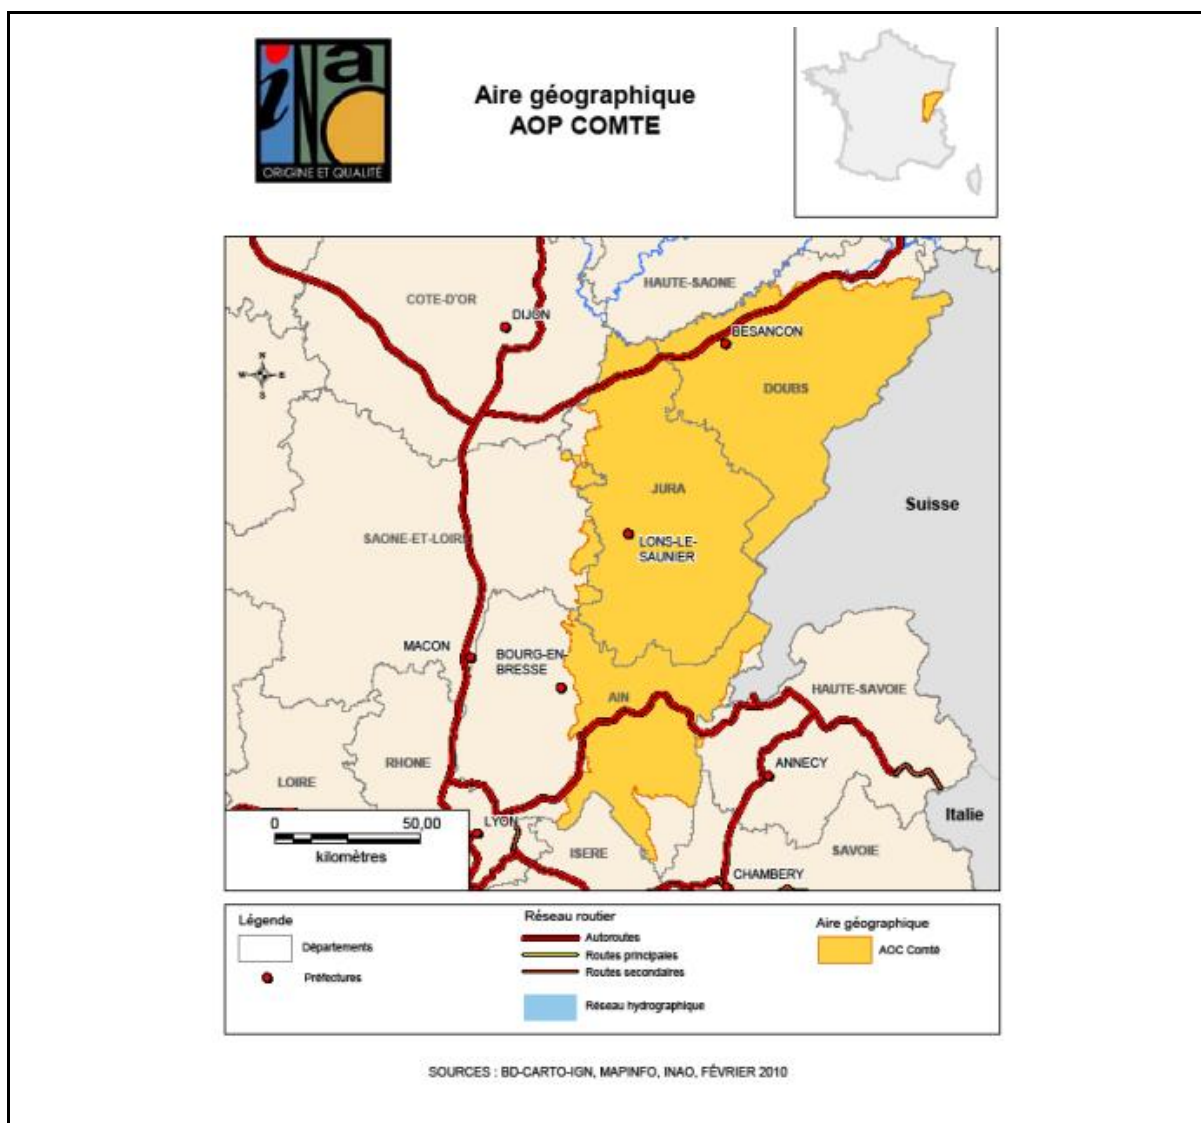 inao
ORIGINE ET QUALITÉ
Aire géographique
AOP COMTE
HAUTE-SAONE
COTE-D'OR
DIJON
BESANCON
N
W
E
S
DOUBS
JURA
Suisse
SAONE-ET-LOIRE
LONS-LE-
SAUNIER
MACON
BOURG-EN-
BRESSE
AIN
HAUTE-SAVOIE
RHONE
ANNECY
LOIRE
Italie
0 50,00
kilomètres
LYON
ISERE
SAVOIE
CHAMBERY
Légende
Départements
Préfectures
Réseau routier
Autoroutes
Routes principales
Routes secondaires
Réseau hydrographique
Aire géographique
AOC Comté
SOURCES : BD-CARTO-IGN, MAPINFO, INAO, FÉVRIER 2010